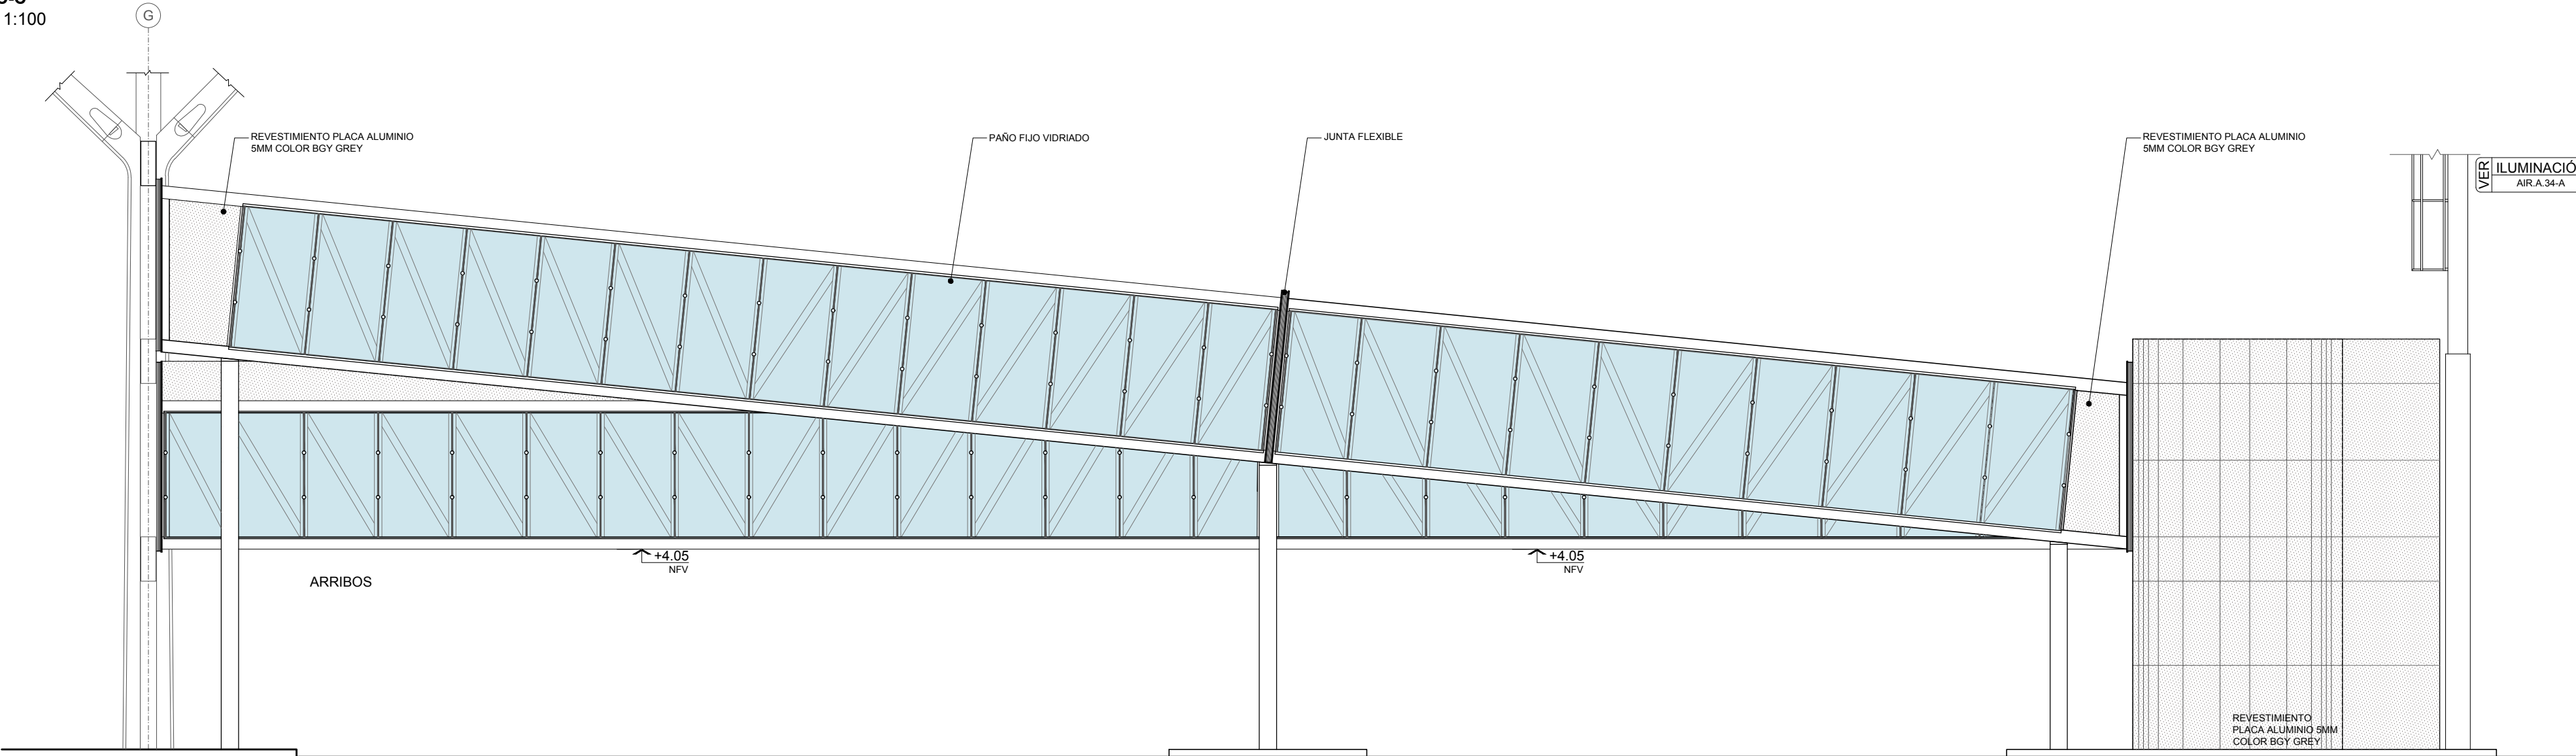 1:100
G
REVESTIMIENTO PLACA ALUMINIO
5MM COLOR BGY GREY
PAÑO FIJO VIDRIADO
JUNTA FLEXIBLE
REVESTIMIENTO PLACA ALUMINIO
5MM COLOR BGY GREY
VER
ILUMINACIÓ
AIR.A.34-A
+4.05
NFV
+4.05
NFV
ARRIBOS
REVESTIMIENTO
PLACA ALUMINIO 5MM
COLOR BGY GREY